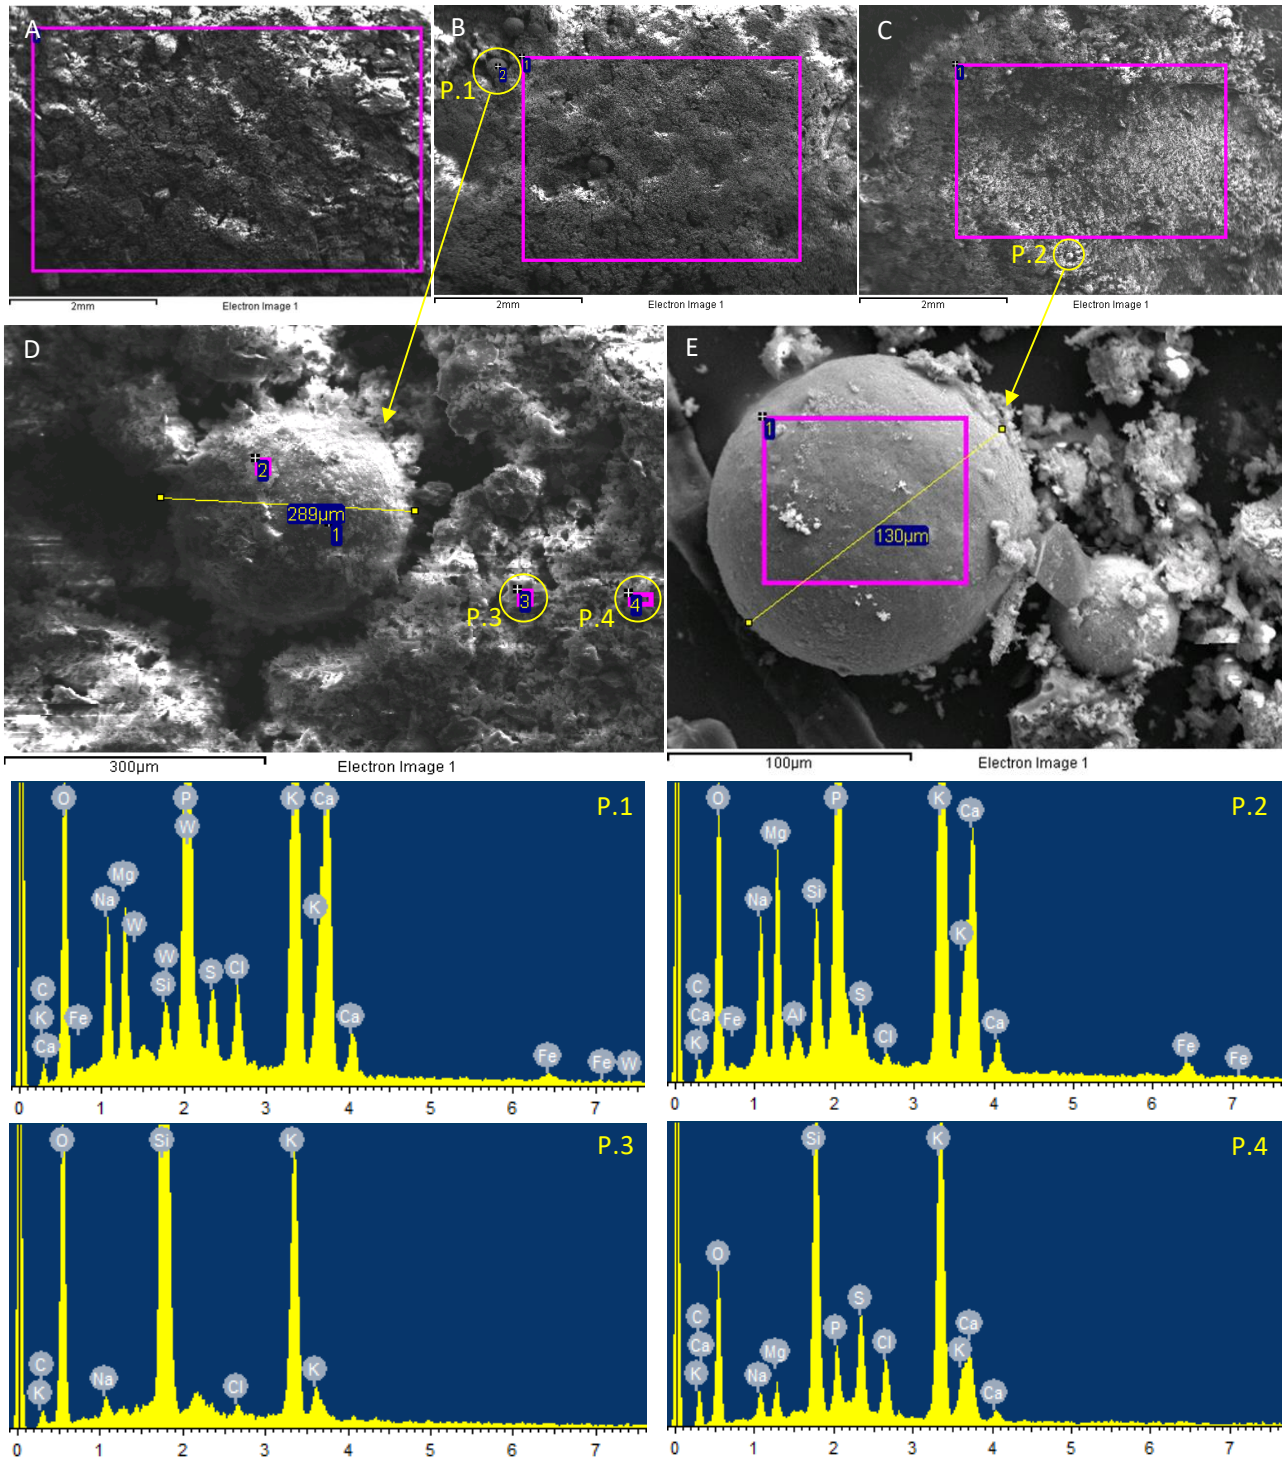 A
B
C
1
2
1
1
P.1
P.2
2mm
Electron Image 1
2mm
Electron Image 1
2mm
Electron Image 1
D
E
2
289µm
1
3
4
P.3
P.4
1
130µm
300µm
Electron Image 1
100µm
Electron Image 1
P.1
O
P
K
Ca
W
Mg
Na
W
K
W
Si
S
Cl
C
K
Ca
Fe
Ca
Fe
Fe
W
0 1 2 3 4 5 6 7
P.2
O
P
K
Ca
Mg
Na
Si
K
C
Ca
K
Fe
Al
S
Cl
Ca
Fe
Fe
0 1 2 3 4 5 6 7
P.3
O
Si
K
C
K
Na
Cl
K
0 1 2 3 4 5 6 7
P.4
Si
K
O
C
Ca
K
Na
Mg
P
S
Cl
K
Ca
Ca
0 1 2 3 4 5 6 7